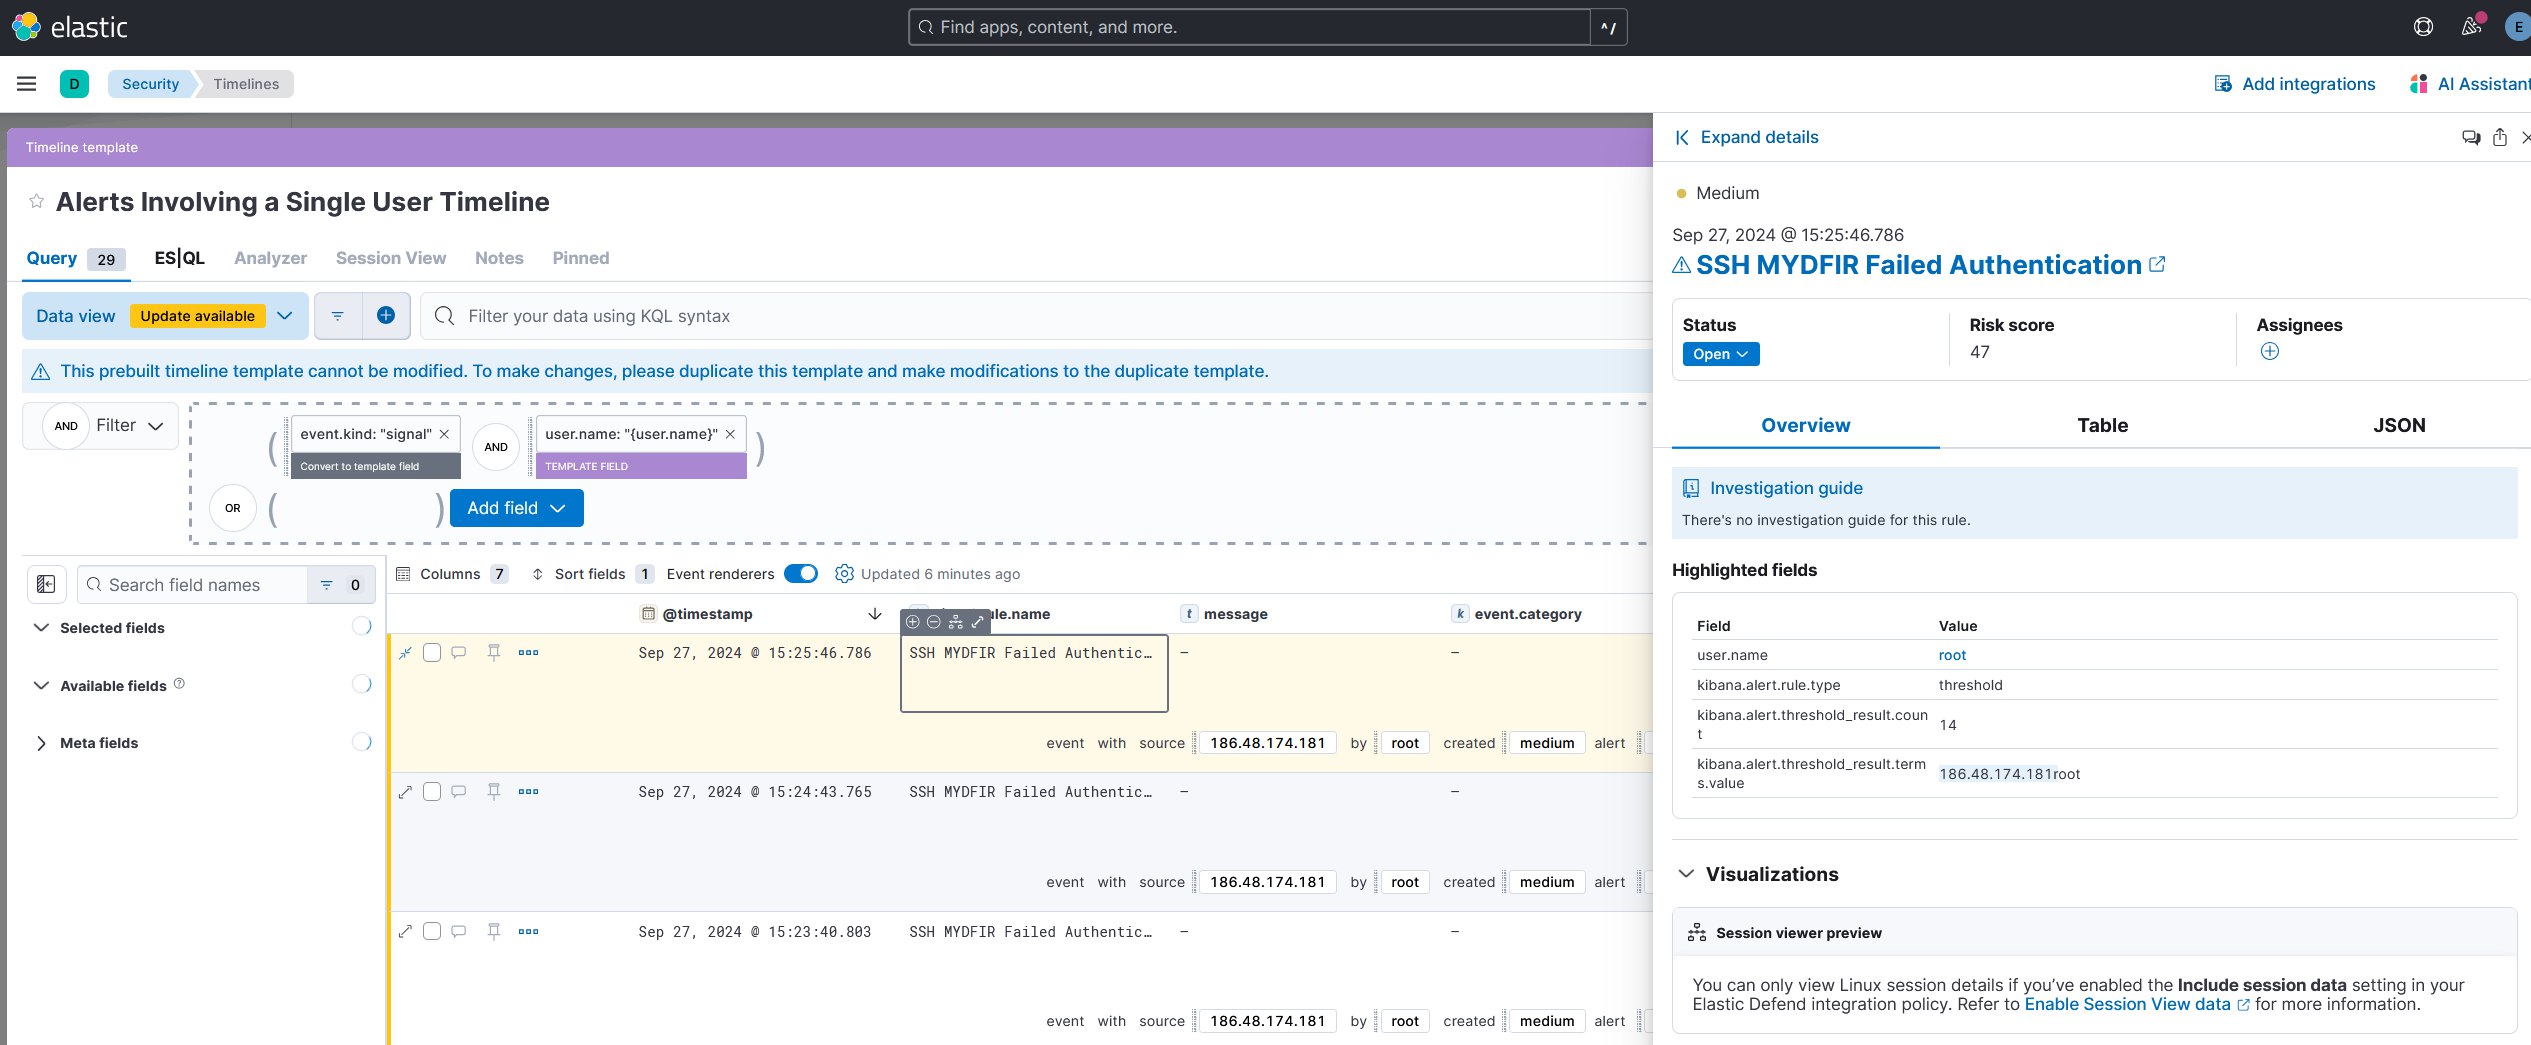 elastic
Find apps, content, and more.
^/
E
D
Security
Timelines
Add integrations
AI Assistant
Timeline template
Alerts Involving a Single User Timeline
Query 29
ES|QL
Analyzer
Session View
Notes
Pinned
Data view
Update available
Filter your data using KQL syntax
This prebuilt timeline template cannot be modified. To make changes, please duplicate this template and make modifications to the duplicate template.
AND
Filter
( event.kind: "signal" AND user.name: "{user.name}" )
Convert to template field
TEMPLATE FIELD
OR
( )
Add field
Search field names
0
Selected fields
Available fields
Meta fields
Columns 7
Sort fields 1
Event renderers
Updated 6 minutes ago
@timestamp
ule.name
t message
k event.category
Sep 27, 2024 @ 15:25:46.786 SSH MYDFIR Failed Authentic… – –
event with source 186.48.174.181 by root created medium alert
Sep 27, 2024 @ 15:24:43.765 SSH MYDFIR Failed Authentic… – –
event with source 186.48.174.181 by root created medium alert
Sep 27, 2024 @ 15:23:40.803 SSH MYDFIR Failed Authentic… – –
event with source 186.48.174.181 by root created medium alert
Expand details
Medium
Sep 27, 2024 @ 15:25:46.786
SSH MYDFIR Failed Authentication
Status
Open
Risk score
47
Assignees
Overview
Table
JSON
Investigation guide
There's no investigation guide for this rule.
Highlighted fields
Field Value
user.name root
kibana.alert.rule.type threshold
kibana.alert.threshold_result.coun
t
14
kibana.alert.threshold_result.term
s.value
186.48.174.181root
Visualizations
Session viewer preview
You can only view Linux session details if you’ve enabled the Include session data setting in your
Elastic Defend integration policy. Refer to Enable Session View data for more information.